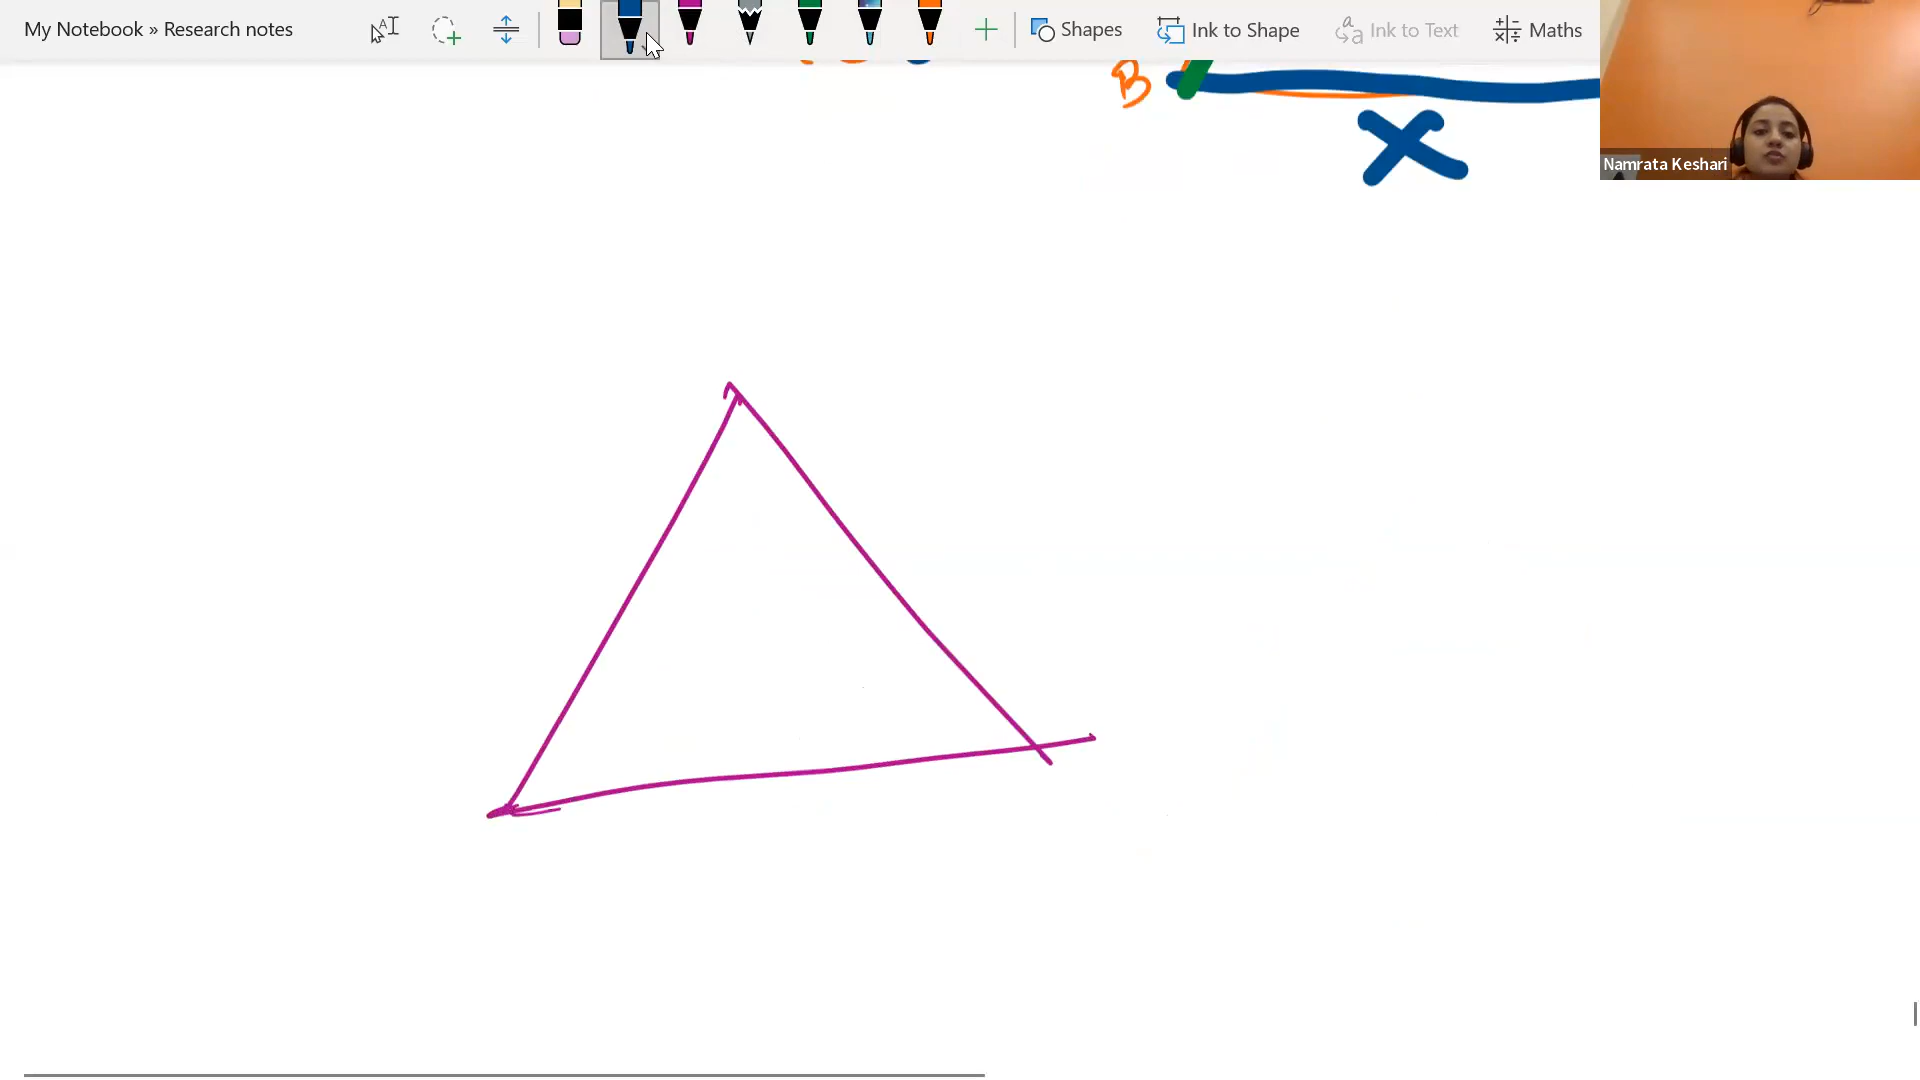 My Notebook » Research notes
Shapes
Ink to Shape
Ink to Text
Maths
B
x
Namrata Keshari